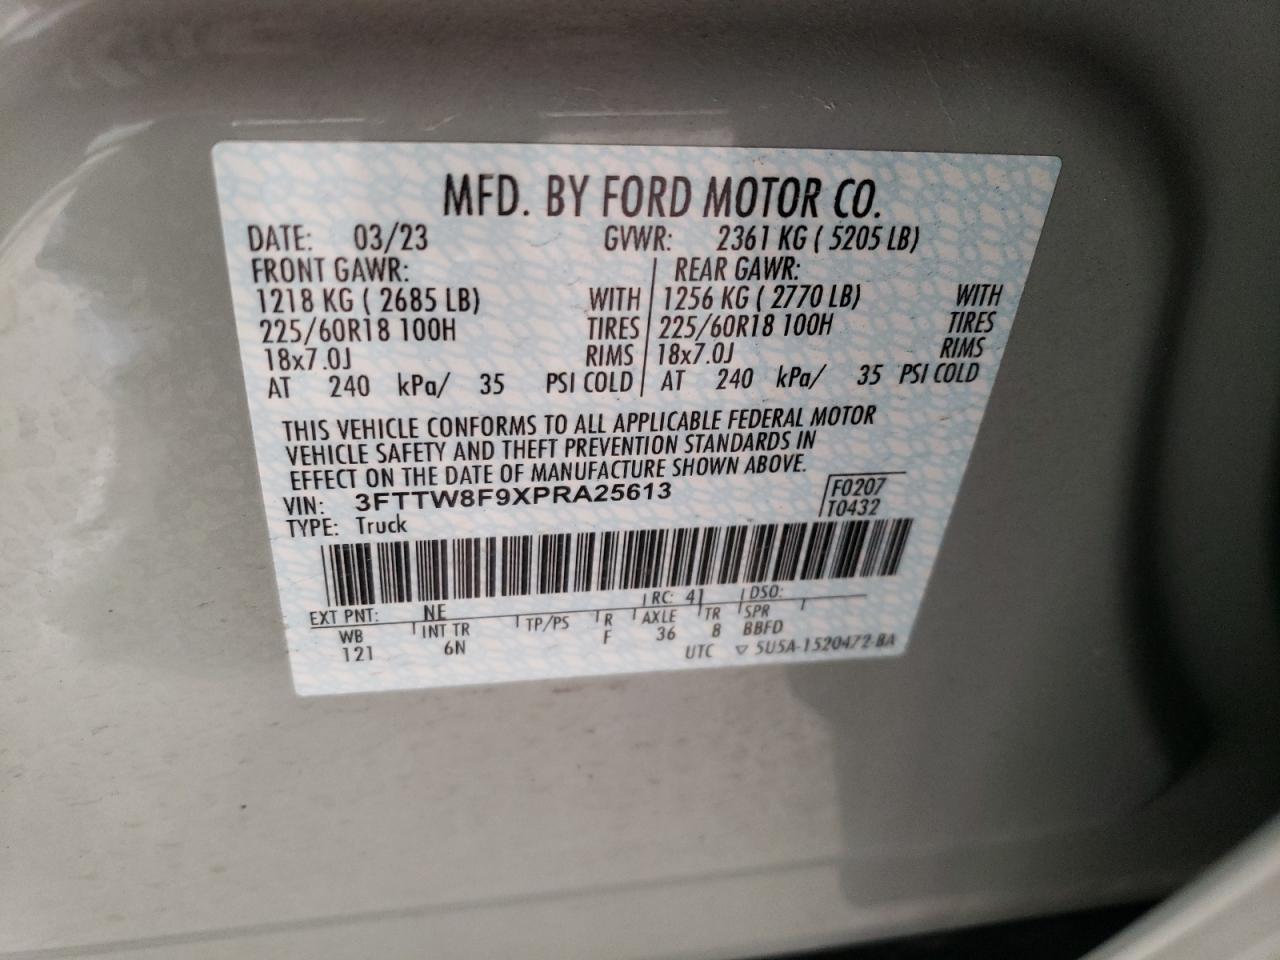 MFD. BY FORD MOTOR CO.
DATE: 03/23 GVWR: 2361 KG ( 5205 LB)
FRONT GAWR: REAR GAWR:
1218 KG ( 2685 LB) WITH 1256 KG ( 2770 LB) WITH
225/60R18 100H TIRES 225/60R18 100H TIRES
18x7.0J RIMS 18x7.0J RIMS
AT 240 kPa/ 35 PSI COLD AT 240 kPa/ 35 PSI COLD
THIS VEHICLE CONFORMS TO ALL APPLICABLE FEDERAL MOTOR
VEHICLE SAFETY AND THEFT PREVENTION STANDARDS IN
EFFECT ON THE DATE OF MANUFACTURE SHOWN ABOVE.
VIN: 3FTTW8F9XPRA25613 F0207
TYPE: Truck T0432
EXT PNT: NE RC: 41 DSO:
WB INT TR TP/PS R AXLE TR SPR
121 6N F 36 8 BBFD
UTC ▽ 5U5A-1520472-BA